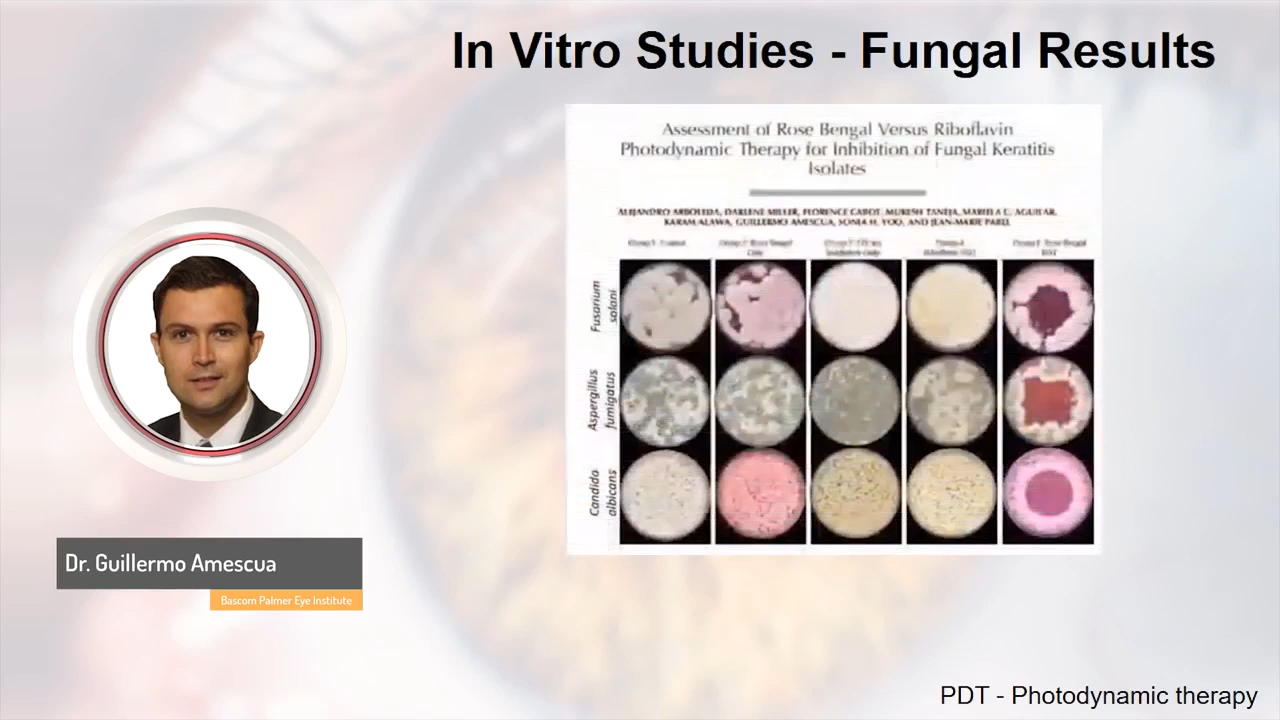 In Vitro Studies - Fungal Results
Assessment of Rose Bengal Versus Riboflavin
Photodynamic Therapy for Inhibition of Fungal Keratitis
Isolates
ALEJANDRO ARBOLEDA, DARLENE MILLER, FLORENCE CABOT, MUKESH TANEJA, MARIELA C. AGUILAR,
KARAM ALAWA, GUILLERMO AMESCUA, SONIA H. YOO, AND JEAN-MARIE PAREL
Fusarium
solani
Aspergillus
fumigatus
Candida
albicans
Dr. Guillermo Amescua
Bascom Palmer Eye Institute
PDT - Photodynamic therapy